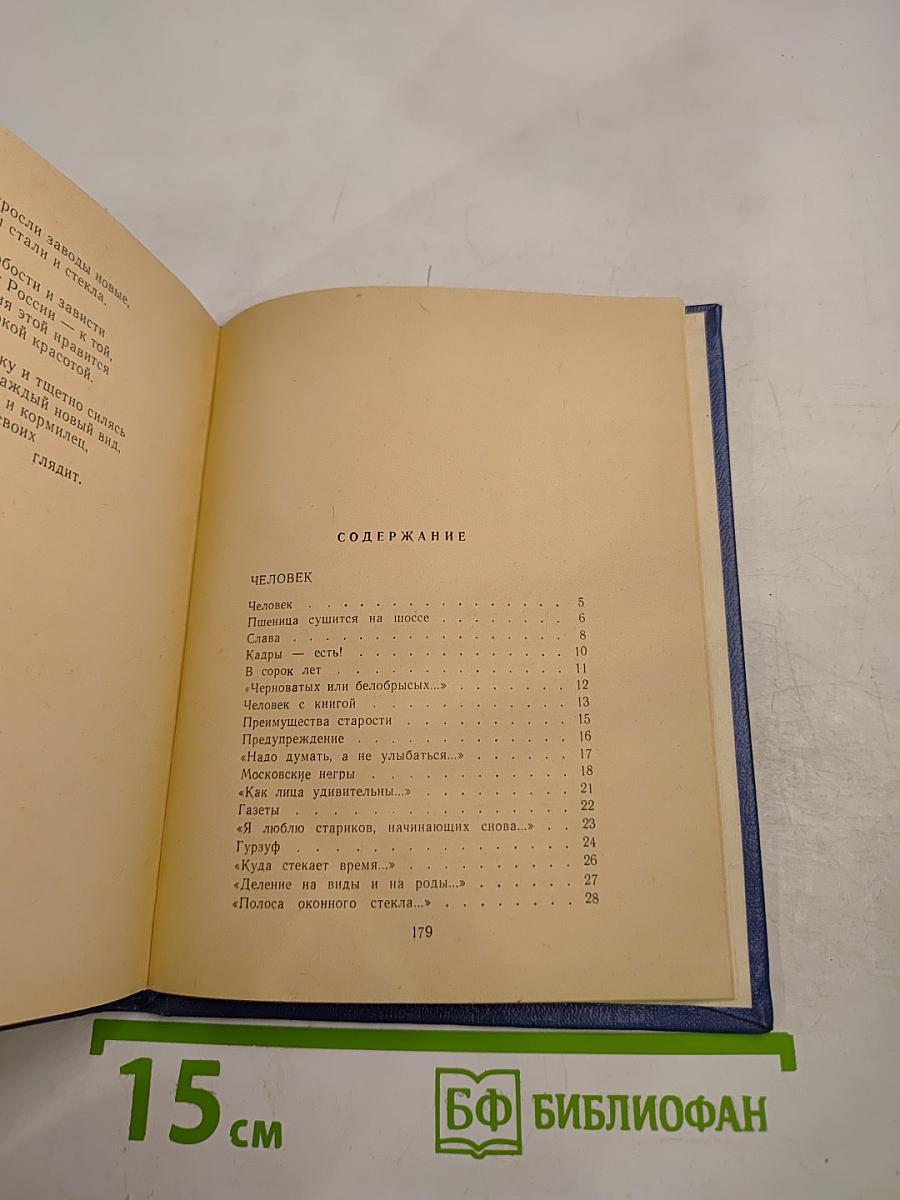 росли заводы новые,
стали и стекла.
бости и зависти
России — к той,
ня этой нравится
кой красотой.
ку и тщетно силясь
аждый новый вид,
и кормилец,
своих
глядит.
СОДЕРЖАНИЕ
ЧЕЛОВЕК
Человек . . . . . . . . . . . . . . . 5
Пшеница сушится на шоссе . . . . . . . 6
Слава . . . . . . . . . . . . . . . . 8
Кадры — есть! . . . . . . . . . . . . 10
В сорок лет . . . . . . . . . . . . . 11
«Черноватых или белобрысых...» . . . . . . 12
Человек с книгой . . . . . . . . . . . 13
Преимущества старости . . . . . . . . . 15
Предупреждение . . . . . . . . . . . . 16
«Надо думать, а не улыбаться...» . . . . . 17
Московские негры . . . . . . . . . . . 18
«Как лица удивительны...» . . . . . . . . 21
Газеты . . . . . . . . . . . . . . . 22
«Я люблю стариков, начинающих снова...» . . 23
Гурзуф . . . . . . . . . . . . . . . 24
«Куда стекает время...» . . . . . . . . . 26
«Деление на виды и на роды...» . . . . . . 27
«Полоса оконного стекла...» . . . . . . . . 28
179
15 см
БФ БИБЛИОФАН